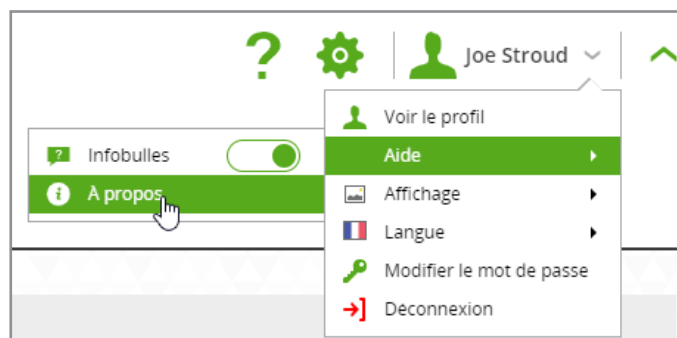 ?
Joe Stroud
Voir le profil
Aide
Affichage
Langue
Modifier le mot de passe
Déconnexion
? Infobulles
i À propos